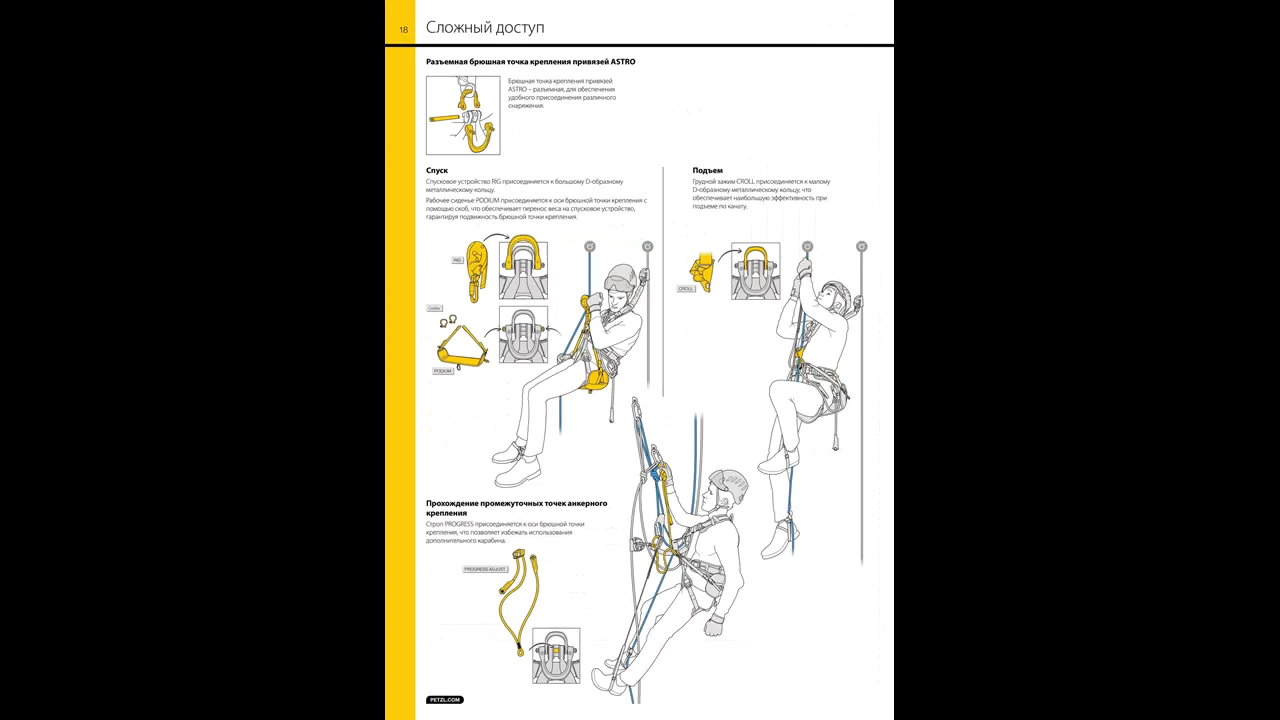 18
Сложный доступ
Разъемная брюшная точка крепления привязей ASTRO
Брюшная точка крепления привязей
ASTRO – разъемная, для обеспечения
удобного присоединения различного
снаряжения.
Спуск
Спусковое устройство RIG присоединяется к большому D-образному
металлическому кольцу.
Рабочее сиденье PODIUM присоединяется к оси брюшной точки крепления с
помощью скоб, что обеспечивает перенос веса на спусковое устройство,
гарантируя подвижность брюшной точки крепления.
Подъем
Грудной зажим CROLL присоединяется к малому
D-образному металлическому кольцу, что
обеспечивает наибольшую эффективность при
подъеме по канату.
RIG
CROLL
Скобы
PODIUM
Прохождение промежуточных точек анкерного
крепления
Строп PROGRESS присоединяется к оси брюшной точки
крепления, что позволяет избежать использования
дополнительного карабина.
PROGRESS ADJUST
PETZL.COM